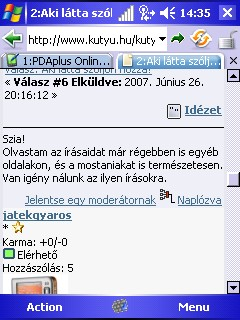 2:Aki látta szól
14:35
http://www.kutyu.hu/kuty
1:PDAplus Onlin...
2:Aki látta szó...
Válasz: Aki látta szóljon hozzá!
« Válasz #6 Elküldve: 2007. Június 26.
20:16:12 »
Idézet
Szia!
Olvastam az írásaidat már régebben is egyéb
oldalakon, és a mostaniakat is természetesen.
Van igény nálunk az ilyen írásokra.
Jelentse egy moderátornak
Naplózva
jatekgyaros
*
Karma: +0/-0
Elérhető
Hozzászólás: 5
Action
Menu